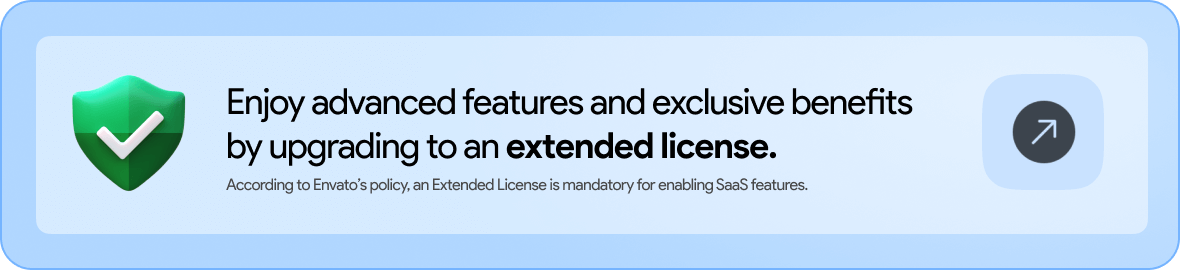 Enjoy advanced features and exclusive benefits
by upgrading to an extended license.
According to Envato’s policy, an Extended License is mandatory for enabling SaaS features.